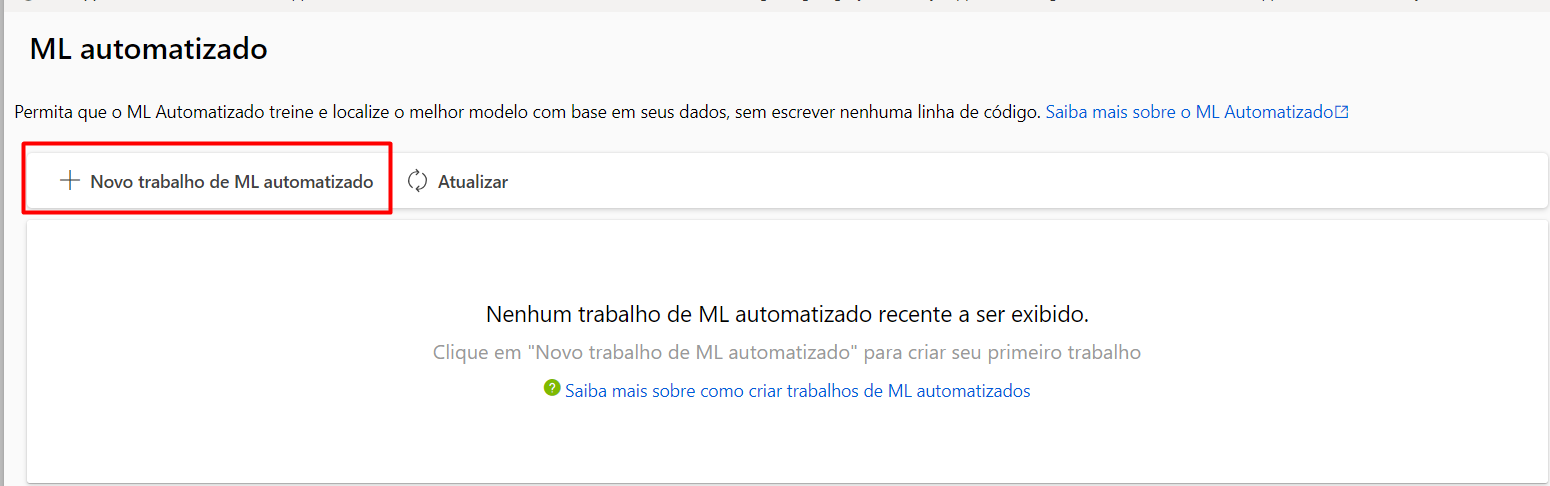 ML automatizado
Permita que o ML Automatizado treine e localize o melhor modelo com base em seus dados, sem escrever nenhuma linha de código. Saiba mais sobre o ML Automatizado
Novo trabalho de ML automatizado Atualizar
Nenhum trabalho de ML automatizado recente a ser exibido.
Clique em "Novo trabalho de ML automatizado" para criar seu primeiro trabalho
? Saiba mais sobre como criar trabalhos de ML automatizados